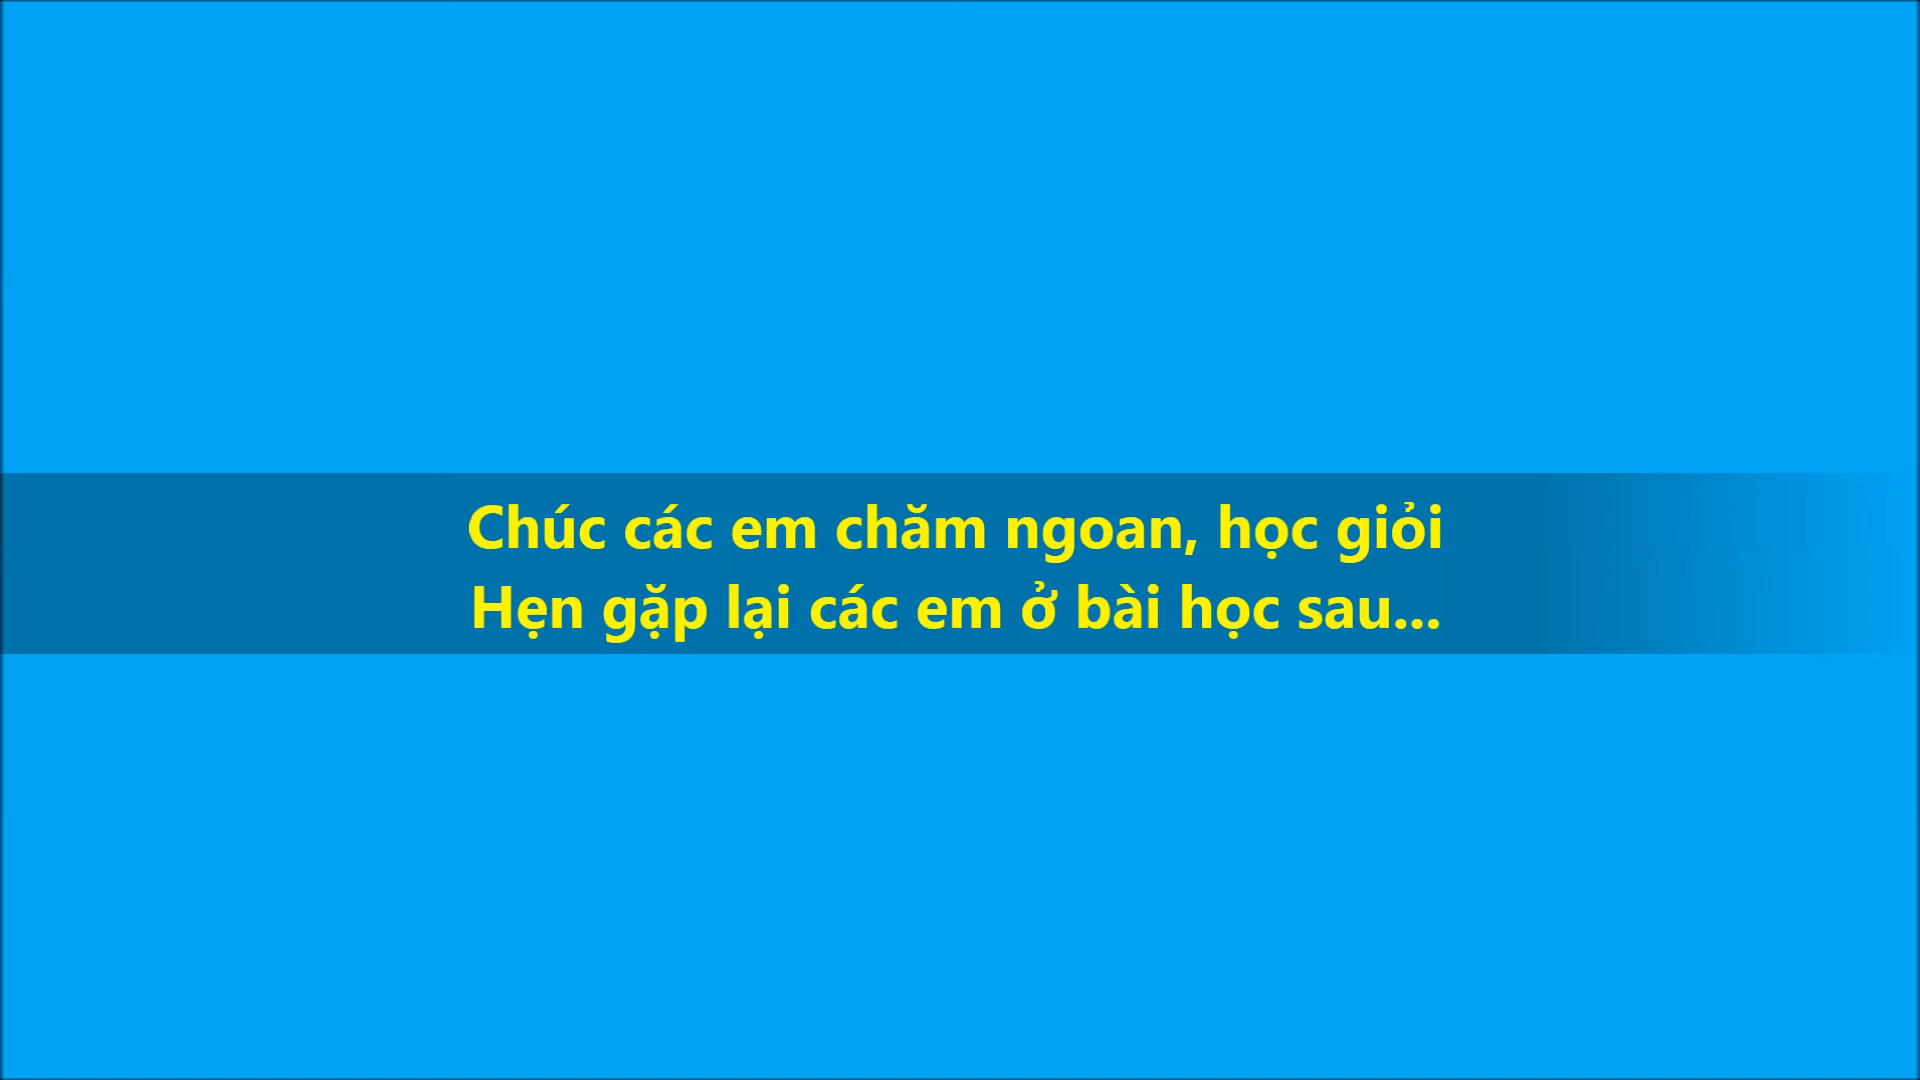 Chúc các em chăm ngoan, học giỏi
Hẹn gặp lại các em ở bài học sau...